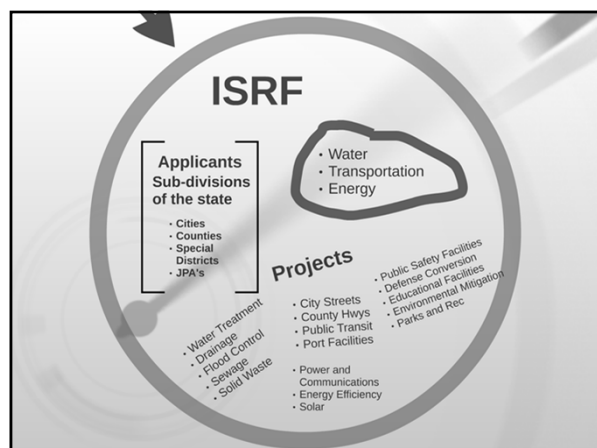 ISRF
Applicants
Sub-divisions
of the state
• Cities
• Counties
• Special
Districts
• JPA's
• Water
• Transportation
• Energy
Projects
• Water Treatment
• Drainage
• Flood Control
• Sewage
• Solid Waste
• City Streets
• County Hwys
• Public Transit
• Port Facilities
• Power and
Communications
• Energy Efficiency
• Solar
• Public Safety Facilities
• Defense Conversion
• Educational Facilities
• Environmental Mitigation
• Parks and Rec